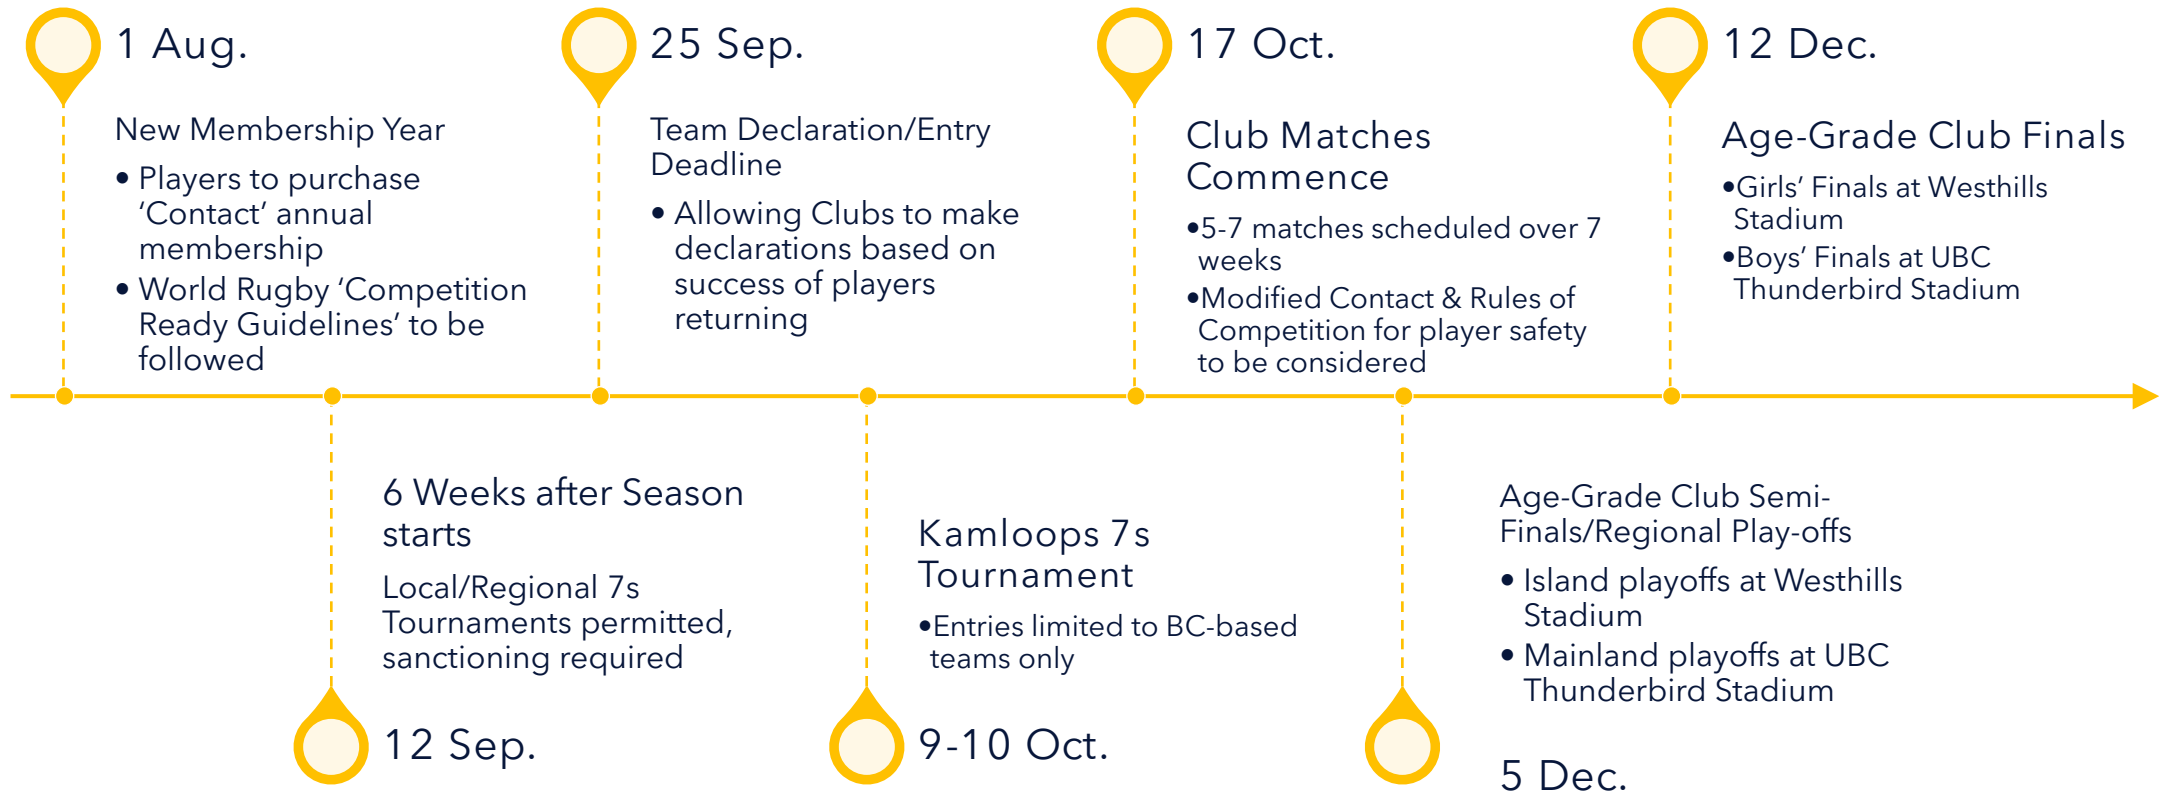 1 Aug.
New Membership Year
• Players to purchase
‘Contact’ annual
membership
• World Rugby ‘Competition
Ready Guidelines’ to be
followed
25 Sep.
Team Declaration/Entry
Deadline
• Allowing Clubs to make
declarations based on
success of players
returning
17 Oct.
Club Matches
Commence
•5-7 matches scheduled over 7
weeks
•Modified Contact & Rules of
Competition for player safety
to be considered
12 Dec.
Age-Grade Club Finals
•Girls’ Finals at Westhills
Stadium
•Boys’ Finals at UBC
Thunderbird Stadium
6 Weeks after Season
starts
Local/Regional 7s
Tournaments permitted,
sanctioning required
12 Sep.
Kamloops 7s
Tournament
•Entries limited to BC-based
teams only
9-10 Oct.
Age-Grade Club Semi-
Finals/Regional Play-offs
• Island playoffs at Westhills
Stadium
• Mainland playoffs at UBC
Thunderbird Stadium
5 Dec.